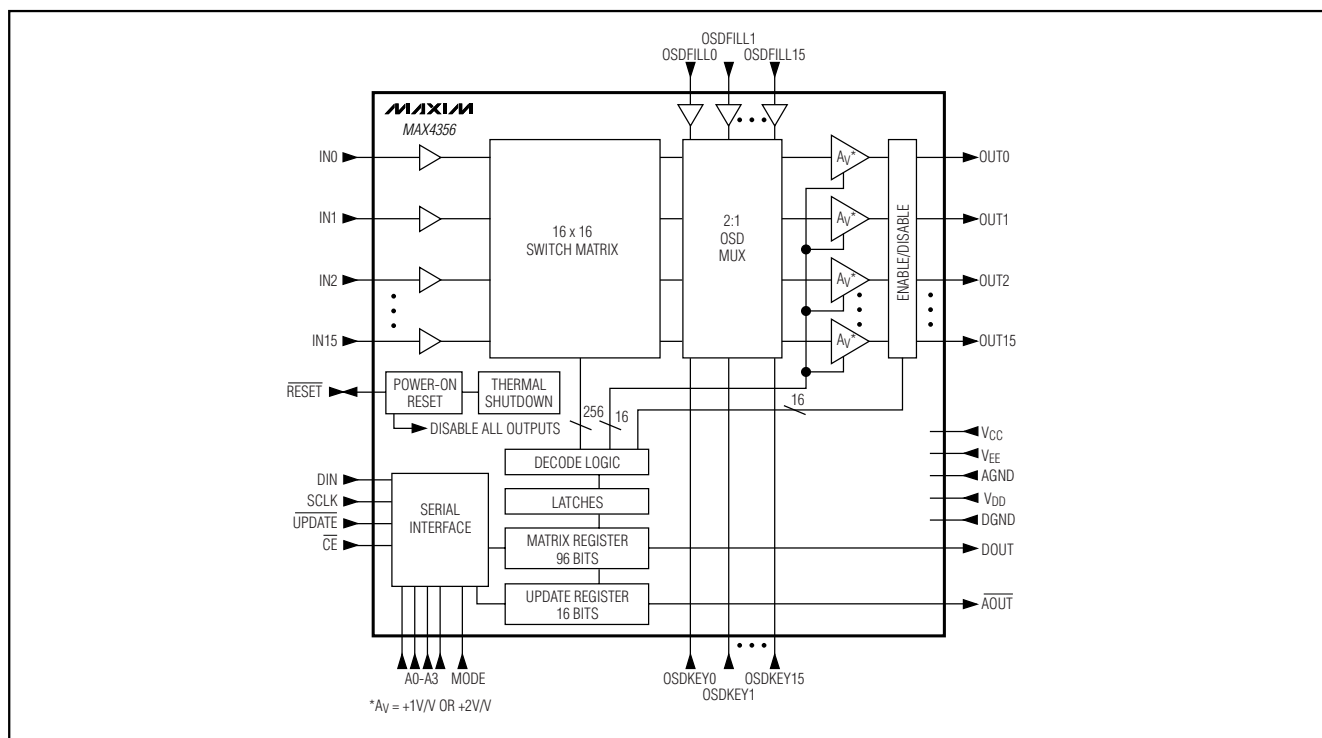 OSDFILL1
OSDFILL0 OSDFILL15
MAXIM
MAX4356
IN0
IN1
IN2
IN15
16 x 16
SWITCH MATRIX
2:1
OSD
MUX
AV*
AV*
AV*
AV*
ENABLE/DISABLE
OUT0
OUT1
OUT2
OUT15
RESET
POWER-ON
RESET
THERMAL
SHUTDOWN
DISABLE ALL OUTPUTS
256
16
16
DECODE LOGIC
LATCHES
MATRIX REGISTER
96 BITS
UPDATE REGISTER
16 BITS
DIN
SCLK
UPDATE
CE
SERIAL
INTERFACE
VCC
VEE
AGND
VDD
DGND
DOUT
AOUT
A0-A3 MODE
OSDKEY0 OSDKEY15
OSDKEY1
*AV = +1V/V OR +2V/V